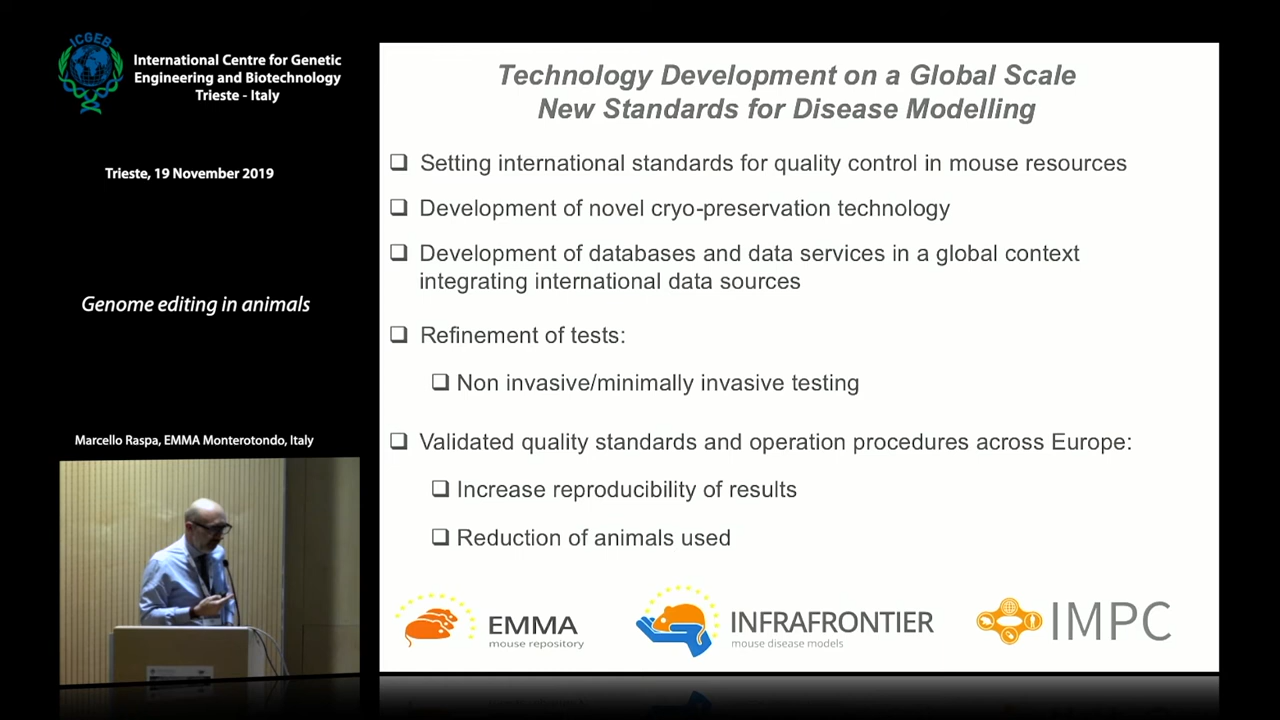 ICGEB
International Centre for Genetic
Engineering and Biotechnology
Trieste - Italy
Trieste, 19 November 2019
Genome editing in animals
Marcello Raspa, EMMA Monterotondo, Italy
Technology Development on a Global Scale
New Standards for Disease Modelling
Setting international standards for quality control in mouse resources
Development of novel cryo-preservation technology
Development of databases and data services in a global context
integrating international data sources
Refinement of tests:
Non invasive/minimally invasive testing
Validated quality standards and operation procedures across Europe:
Increase reproducibility of results
Reduction of animals used
EMMA
mouse repository
INFRAFRONTIER
mouse disease models
IMPC